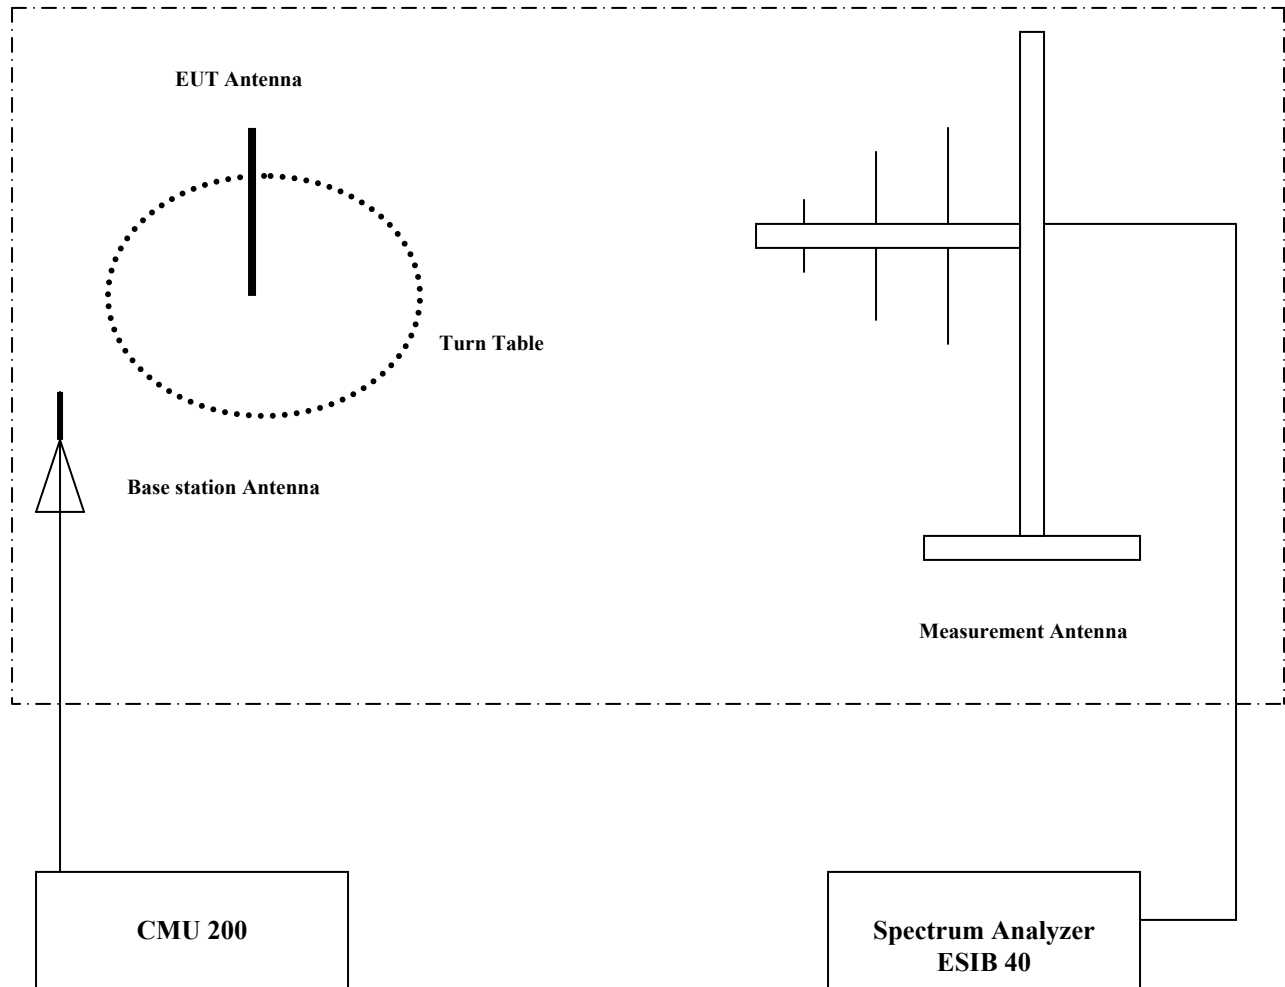 EUT Antenna
Turn Table
Base station Antenna
Measurement Antenna
CMU 200
Spectrum Analyzer
ESIB 40